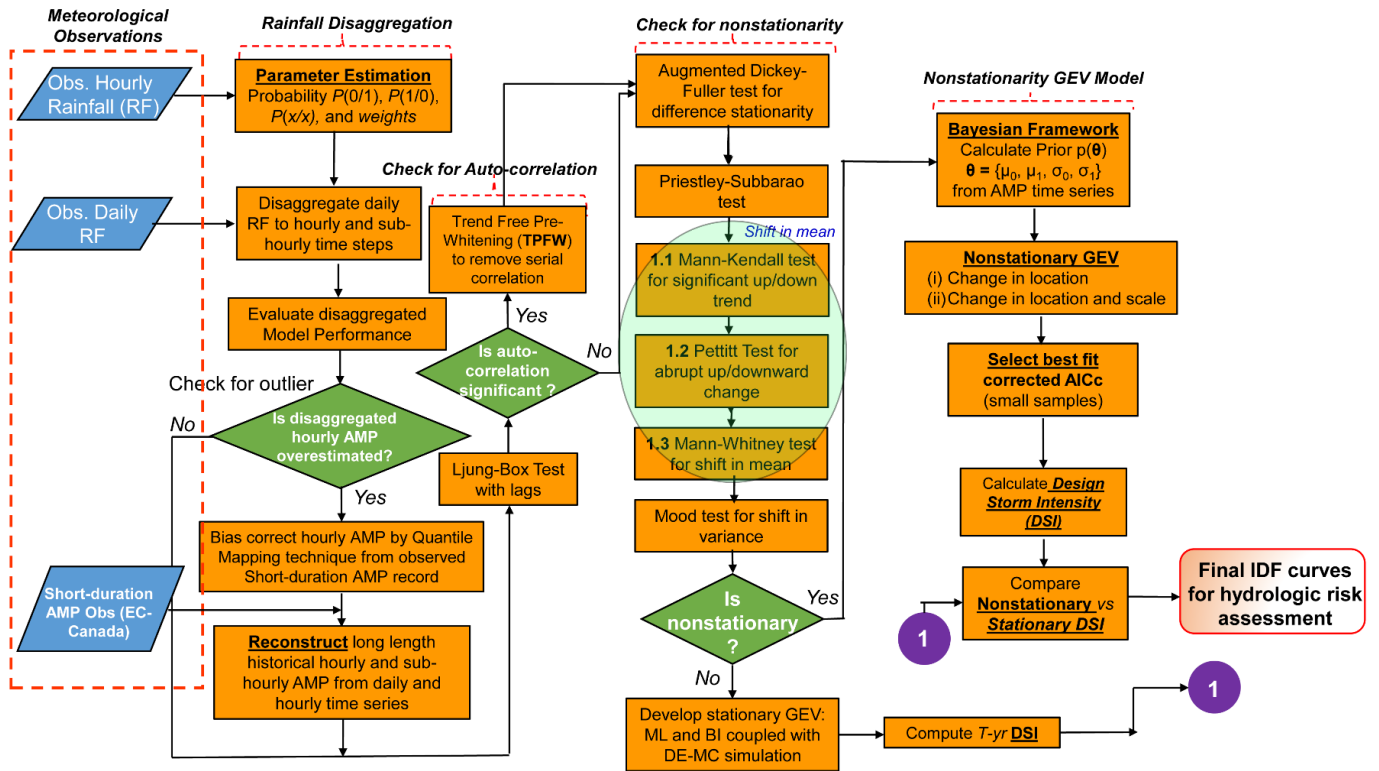 Meteorological
Observations
Obs. Hourly
Rainfall (RF)
Obs. Daily
RF
Short-duration
AMP Obs (EC-
Canada)
Rainfall Disaggregation
Parameter Estimation
Probability P(0/1), P(1/0),
P(x/x), and weights
Disaggregate daily
RF to hourly and sub-
hourly time steps
Evaluate disaggregated
Model Performance
Check for outlier
No
Is disaggregated
hourly AMP
overestimated?
Yes
Bias correct hourly AMP by Quantile
Mapping technique from observed
Short-duration AMP record
Reconstruct long length
historical hourly and sub-
hourly AMP from daily and
hourly time series
Check for Auto-correlation
Trend Free Pre-
Whitening (TPFW)
to remove serial
correlation
Yes
Is auto-
correlation
significant ?
No
Ljung-Box Test
with lags
Check for nonstationarity
Augmented Dickey-
Fuller test for
difference stationarity
Priestley-Subbarao
test
Shift in mean
1.1 Mann-Kendall test
for significant up/down
trend
1.2 Pettitt Test for
abrupt up/downward
change
1.3 Mann-Whitney test
for shift in mean
Mood test for shift in
variance
Is
nonstationary
?
Yes
No
Develop stationary GEV:
ML and BI coupled with
DE-MC simulation
Compute T-yr DSI
1
Nonstationarity GEV Model
Bayesian Framework
Calculate Prior p(θ)
θ = {μ₀, μ₁, σ₀, σ₁}
from AMP time series
Nonstationary GEV
(i) Change in location
(ii) Change in location and scale
Select best fit
corrected AICc
(small samples)
Calculate Design
Storm Intensity
(DSI)
Compare
Nonstationary vs
Stationary DSI
1
Final IDF curves
for hydrologic risk
assessment